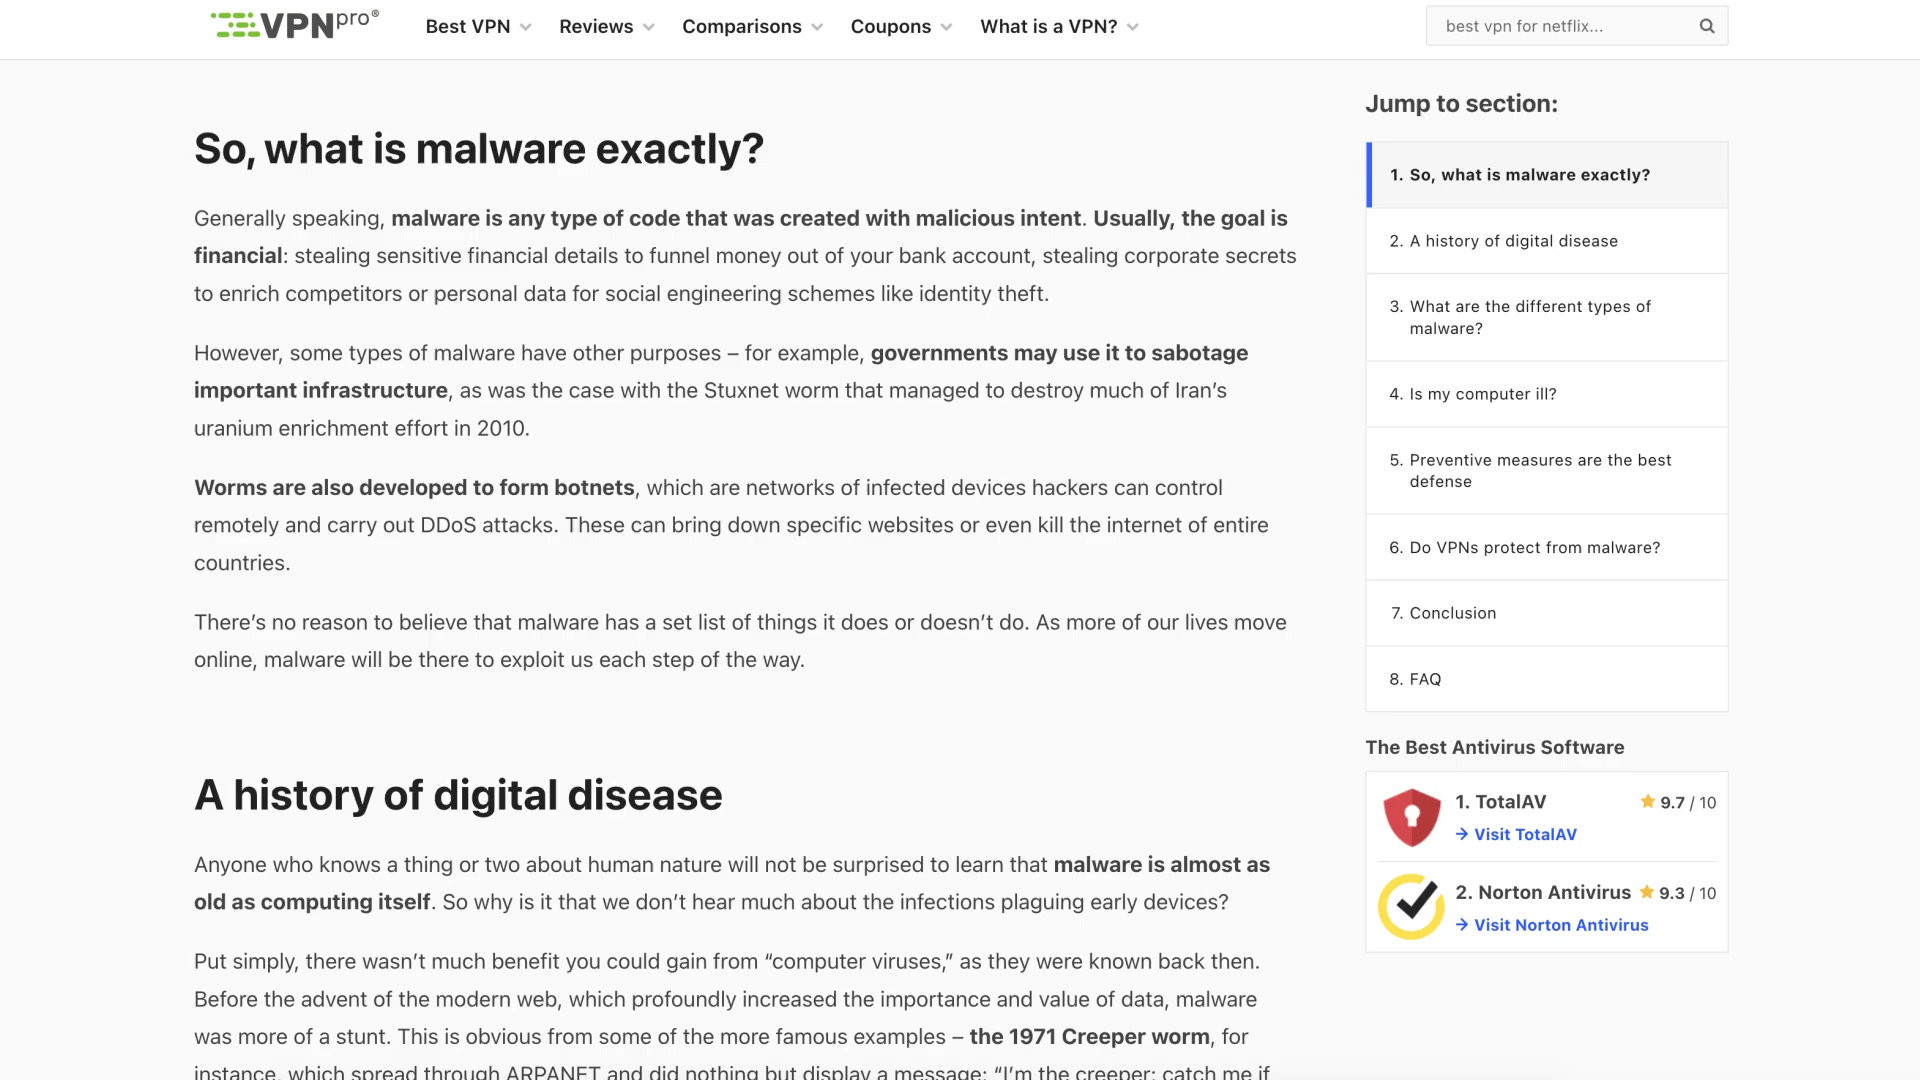 VPNpro®
Best VPN
Reviews
Comparisons
Coupons
What is a VPN?
best vpn for netflix...
So, what is malware exactly?
Generally speaking, malware is any type of code that was created with malicious intent. Usually, the goal is
financial: stealing sensitive financial details to funnel money out of your bank account, stealing corporate secrets
to enrich competitors or personal data for social engineering schemes like identity theft.
However, some types of malware have other purposes – for example, governments may use it to sabotage
important infrastructure, as was the case with the Stuxnet worm that managed to destroy much of Iran’s
uranium enrichment effort in 2010.
Worms are also developed to form botnets, which are networks of infected devices hackers can control
remotely and carry out DDoS attacks. These can bring down specific websites or even kill the internet of entire
countries.
There’s no reason to believe that malware has a set list of things it does or doesn’t do. As more of our lives move
online, malware will be there to exploit us each step of the way.
A history of digital disease
Anyone who knows a thing or two about human nature will not be surprised to learn that malware is almost as
old as computing itself. So why is it that we don’t hear much about the infections plaguing early devices?
Put simply, there wasn’t much benefit you could gain from “computer viruses,” as they were known back then.
Before the advent of the modern web, which profoundly increased the importance and value of data, malware
was more of a stunt. This is obvious from some of the more famous examples – the 1971 Creeper worm, for
instance, which spread through ARPANET and did nothing but display a message: “I’m the creeper: catch me if
Jump to section:
1. So, what is malware exactly?
2. A history of digital disease
3. What are the different types of
malware?
4. Is my computer ill?
5. Preventive measures are the best
defense
6. Do VPNs protect from malware?
7. Conclusion
8. FAQ
The Best Antivirus Software
1. TotalAV 9.7 / 10
→ Visit TotalAV
2. Norton Antivirus 9.3 / 10
→ Visit Norton Antivirus